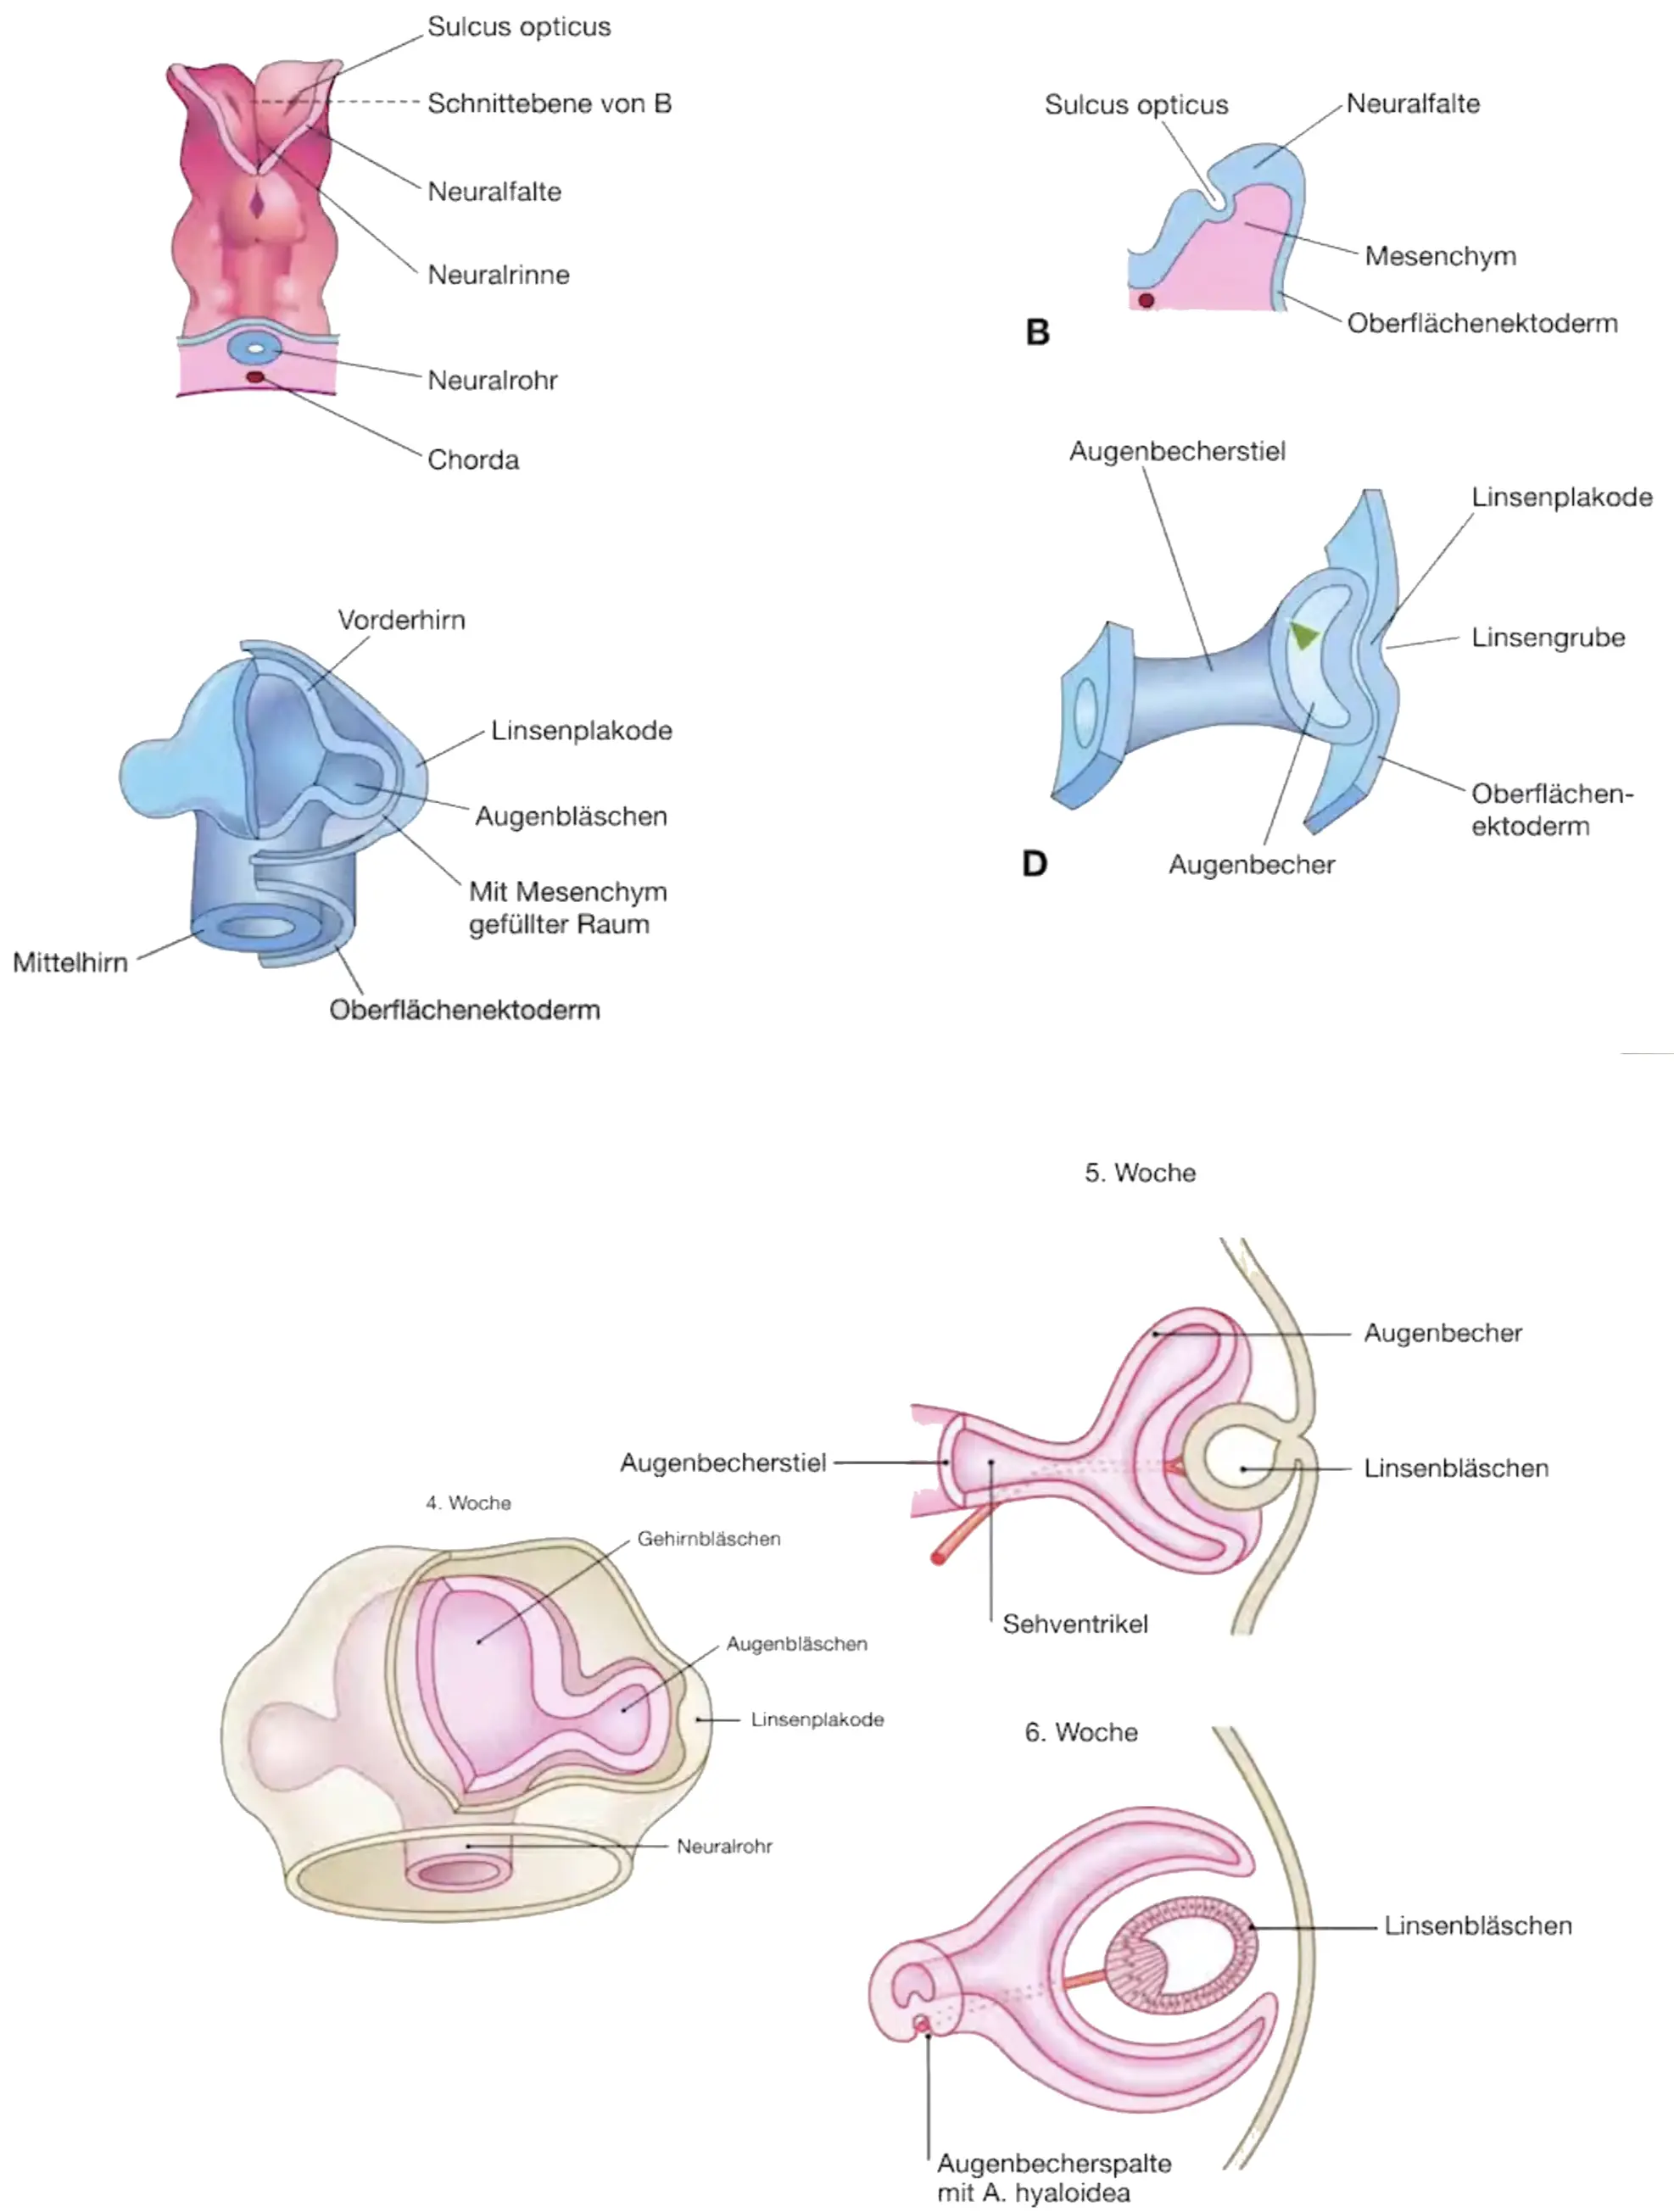 Sulcus opticus
Schnittebene von B
Neuralfalte
Neuralrinne
Neuralrohr
Chorda
Sulcus opticus
Neuralfalte
Mesenchym
Oberflächenektoderm
B
Augenbecherstiel
Linsenplakode
Linsengrube
Oberflächen-
ektoderm
Augenbecher
D
Vorderhirn
Linsenplakode
Augenbläschen
Mit Mesenchym
gefüllter Raum
Mittelhirn
Oberflächenektoderm
5. Woche
Augenbecher
Augenbecherstiel
Linsenbläschen
Sehventrikel
4. Woche
Gehirnbläschen
Augenbläschen
Linsenplakode
Neuralrohr
6. Woche
Linsenbläschen
Augenbecherspalte
mit A. hyaloidea